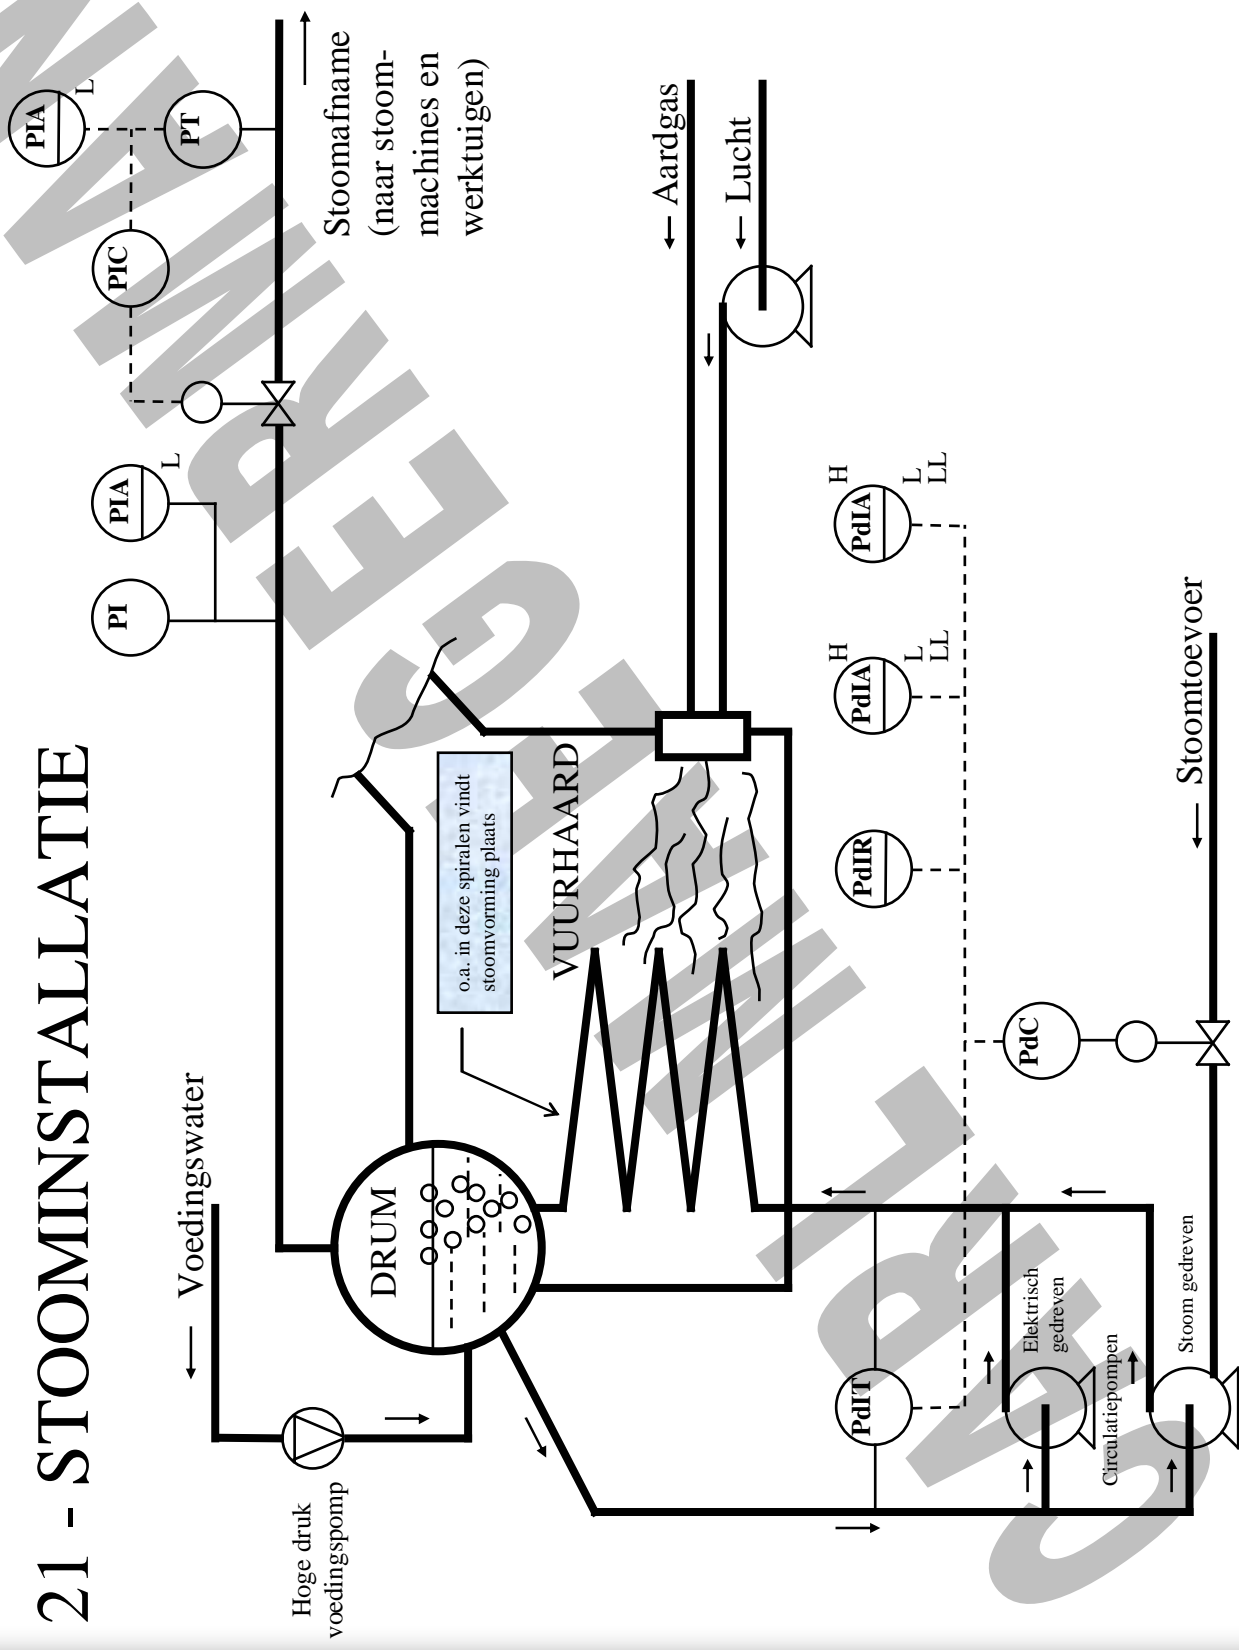 21 - STOOMINSTALLATIE
PIA
L
PIC
PT
PI
PIA
L
Voedingswater
Stoomafname
(naar stoom-
machines en
werktuigen)
Hoge druk
voedingspomp
DRUM
o.a. in deze spiralen vindt
stoomvorming plaats
VUURHAARD
Aardgas
Lucht
PdIT
PdIR
PdIA
H
L
LL
PdIA
H
L
LL
PdC
Elektrisch
gedreven
Circulatiepompen
Stoom gedreven
Stoomtoevoer
CARL WAEGERMAN